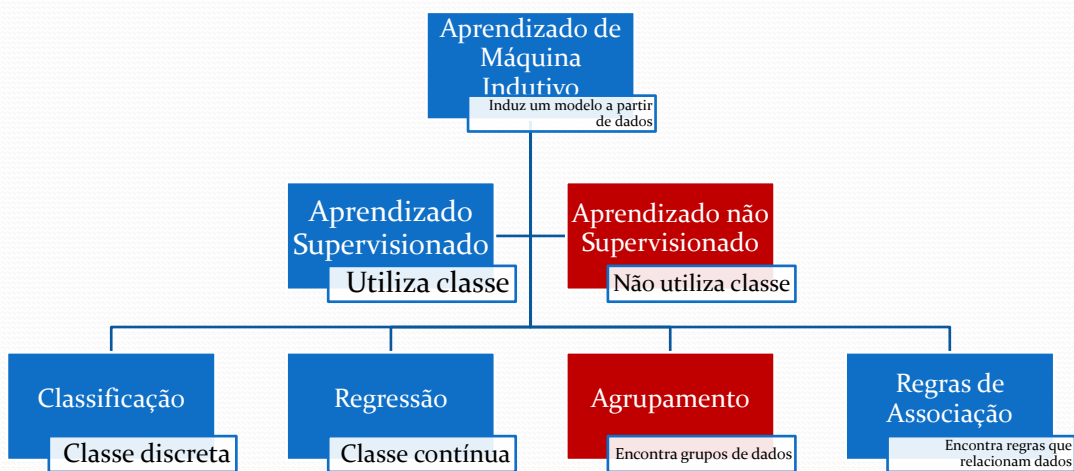 Aprendizado de
Máquina
Indutivo
Induz um modelo a partir
de dados
Aprendizado
Supervisionado
Utiliza classe
Aprendizado não
Supervisionado
Não utiliza classe
Classificação
Classe discreta
Regressão
Classe contínua
Agrupamento
Encontra grupos de dados
Regras de
Associação
Encontra regras que
relacionam dados